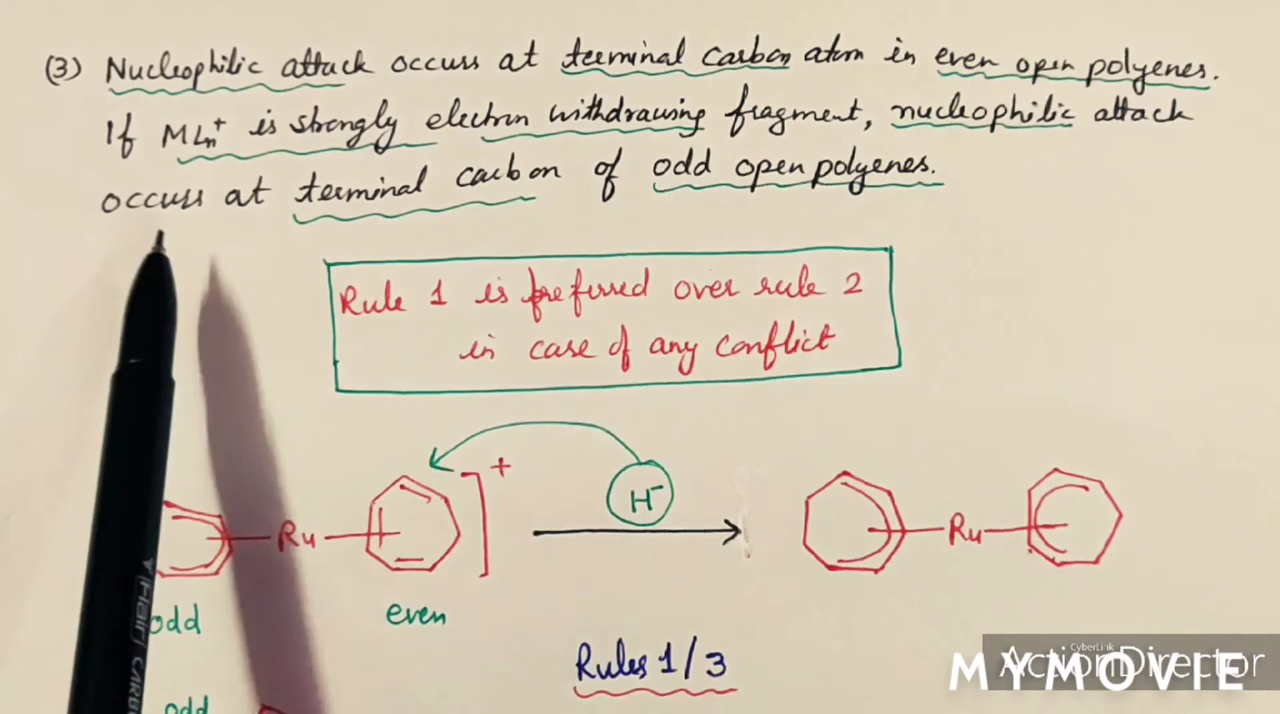 (3) Nucleophilic attack occurs at terminal carbon atom in even open polyenes.
If MLn+ is strongly electron withdrawing fragment, nucleophilic attack
occurs at terminal carbon of odd open polyenes.
Rule 1 is preferred over rule 2
in case of any conflict
+
H-
Ru
Ru
odd
even
Rules 1/3
odd
CyberLink
ActionDirector
MYMOVIE